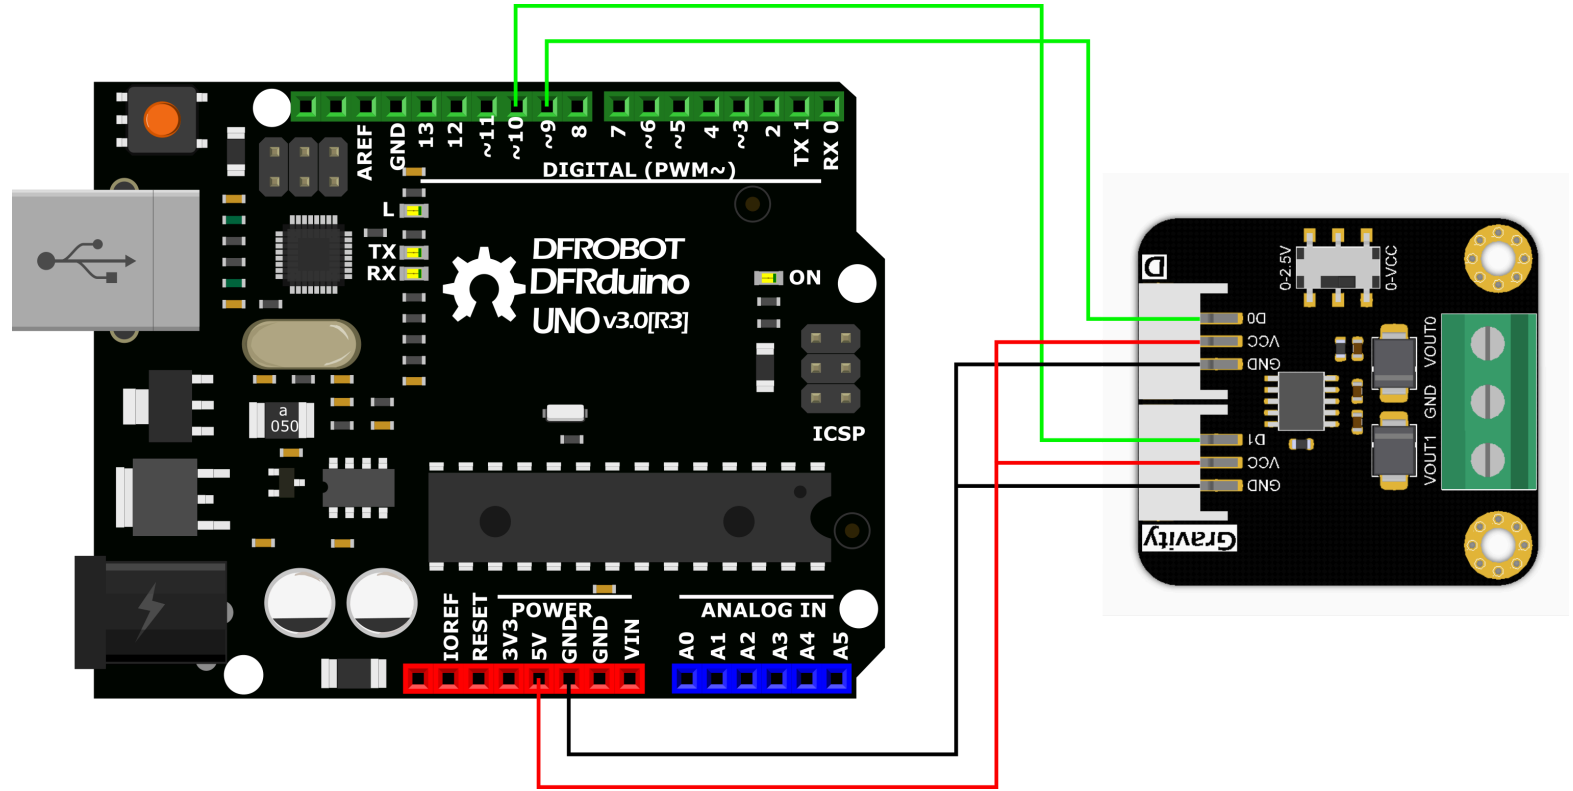 AREF
GND
13
12
~11
~10
~9
8
7
~6
~5
4
~3
2
TX 1
RX 0
DIGITAL (PWM~)
L
TX
RX
DFROBOT
DFRduino
UNO v3.0[R3]
ON
ICSP
a
050
POWER
ANALOG IN
IOREF
RESET
3V3
5V
GND
GND
VIN
A0
A1
A2
A3
A4
A5
D
0-2.5V
0-VCC
D0
VCC
GND
D1
VCC
GND
VOUT0
GND
VOUT1
Gravity